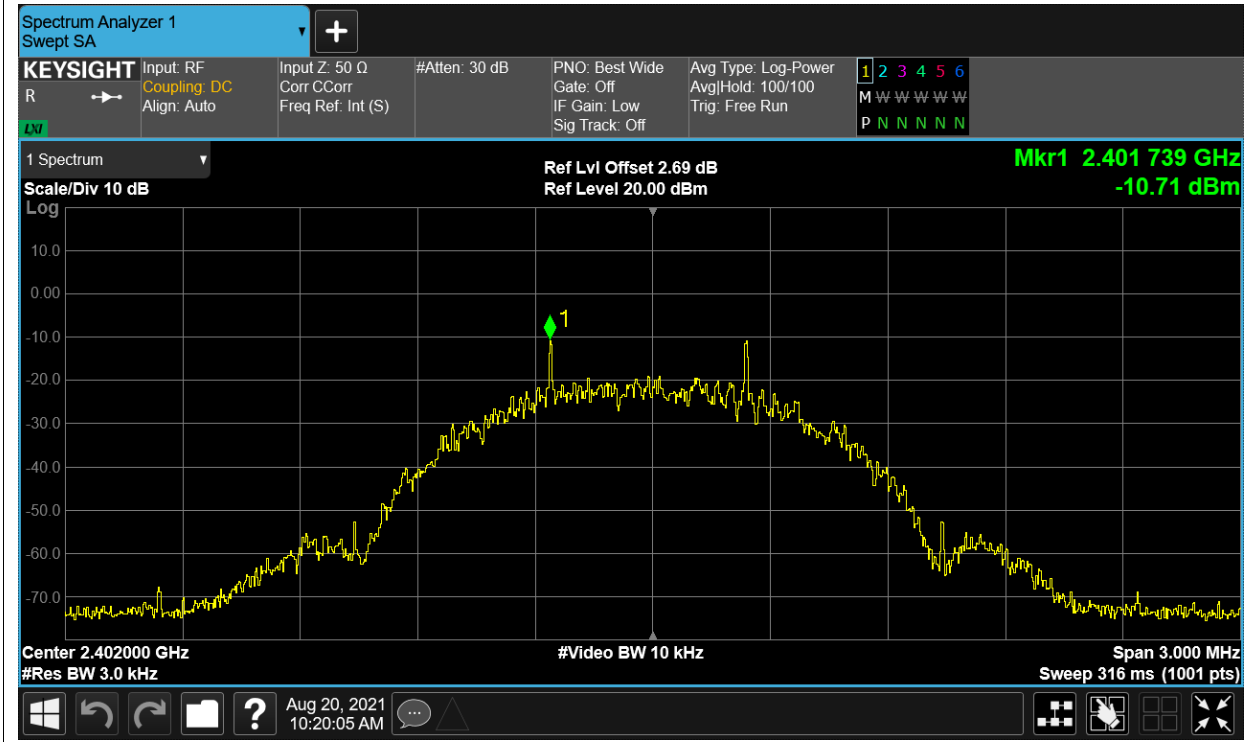 Spectrum Analyzer 1
Swept SA
KEYSIGHT
R
LXI
Input: RF
Coupling: DC
Align: Auto
Input Z: 50 Ω
Corr CCorr
Freq Ref: Int (S)
#Atten: 30 dB
PNO: Best Wide
Gate: Off
IF Gain: Low
Sig Track: Off
Avg Type: Log-Power
Avg|Hold: 100/100
Trig: Free Run
1 2 3 4 5 6
M W W W W W W
P N N N N N N
1 Spectrum
Scale/Div 10 dB
Log
Ref Lvl Offset 2.69 dB
Ref Level 20.00 dBm
Mkr1 2.401 739 GHz
-10.71 dBm
10.0
0.00
1
-10.0
-20.0
-30.0
-40.0
-50.0
-60.0
-70.0
Center 2.402000 GHz
#Video BW 10 kHz
Span 3.000 MHz
#Res BW 3.0 kHz
Sweep 316 ms (1001 pts)
?
Aug 20, 2021
10:20:05 AM